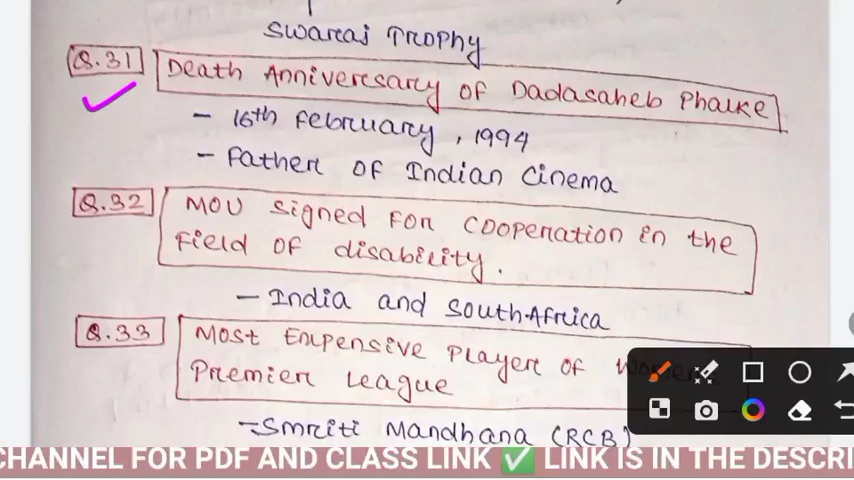 Swaraj Trophy
Q.31 Death Anniversary of Dadasaheb Phalke
- 16th February, 1994
- Father of Indian Cinema
Q.32 MOU signed for cooperation in the
field of disability.
- India and South Africa
Q.33 Most Expensive Player of
Premier League
- Smriti Mandhana (RCB)
CHANNEL FOR PDF AND CLASS LINK ✅ LINK IS IN THE DESCRI